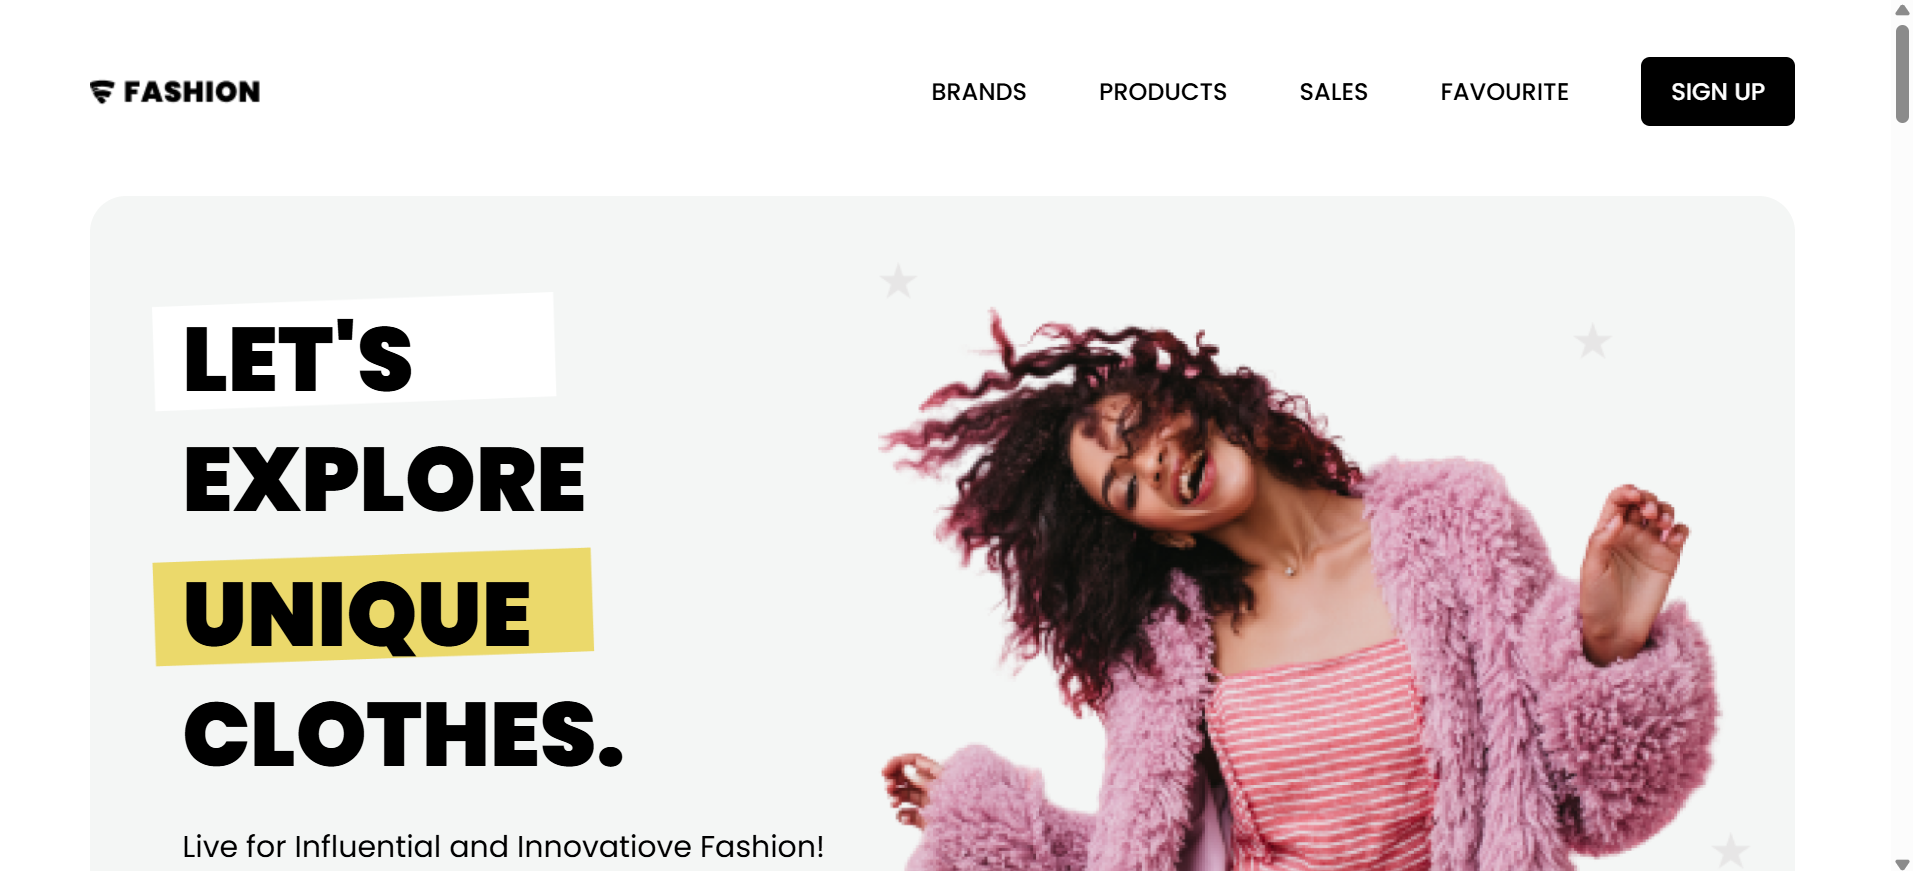 FASHION
BRANDS
PRODUCTS
SALES
FAVOURITE
SIGN UP
LET'S
EXPLORE
UNIQUE
CLOTHES.
Live for Influential and Innovatiove Fashion!